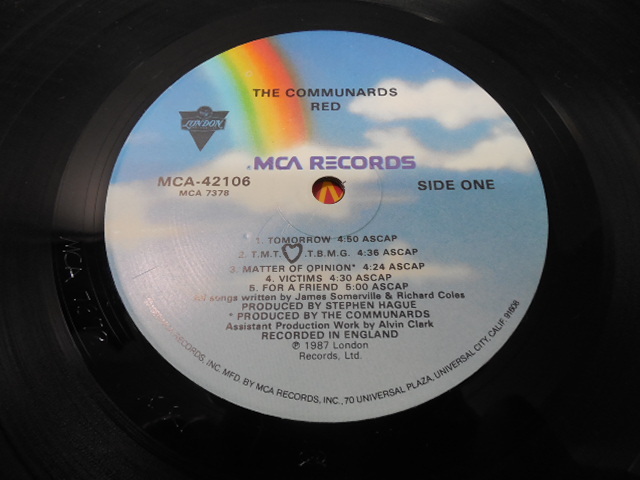 THE COMMUNARDS
RED
LONDON
MCA RECORDS
MCA-42106
MCA 7378
SIDE ONE
1. TOMORROW 4:50 ASCAP
2. T.M.T.♡.T.B.M.G. 4:36 ASCAP
3. MATTER OF OPINION* 4:24 ASCAP
4. VICTIMS 4:30 ASCAP
5. FOR A FRIEND 5:00 ASCAP
All songs written by James Somerville & Richard Coles
PRODUCED BY STEPHEN HAGUE
* PRODUCED BY THE COMMUNARDS
Assistant Production Work by Alvin Clark
RECORDED IN ENGLAND
℗ 1987 London
Records, Ltd.
RECORDS, INC. MFD. BY MCA RECORDS, INC., 70 UNIVERSAL PLAZA, UNIVERSAL CITY, CALIF. 91608